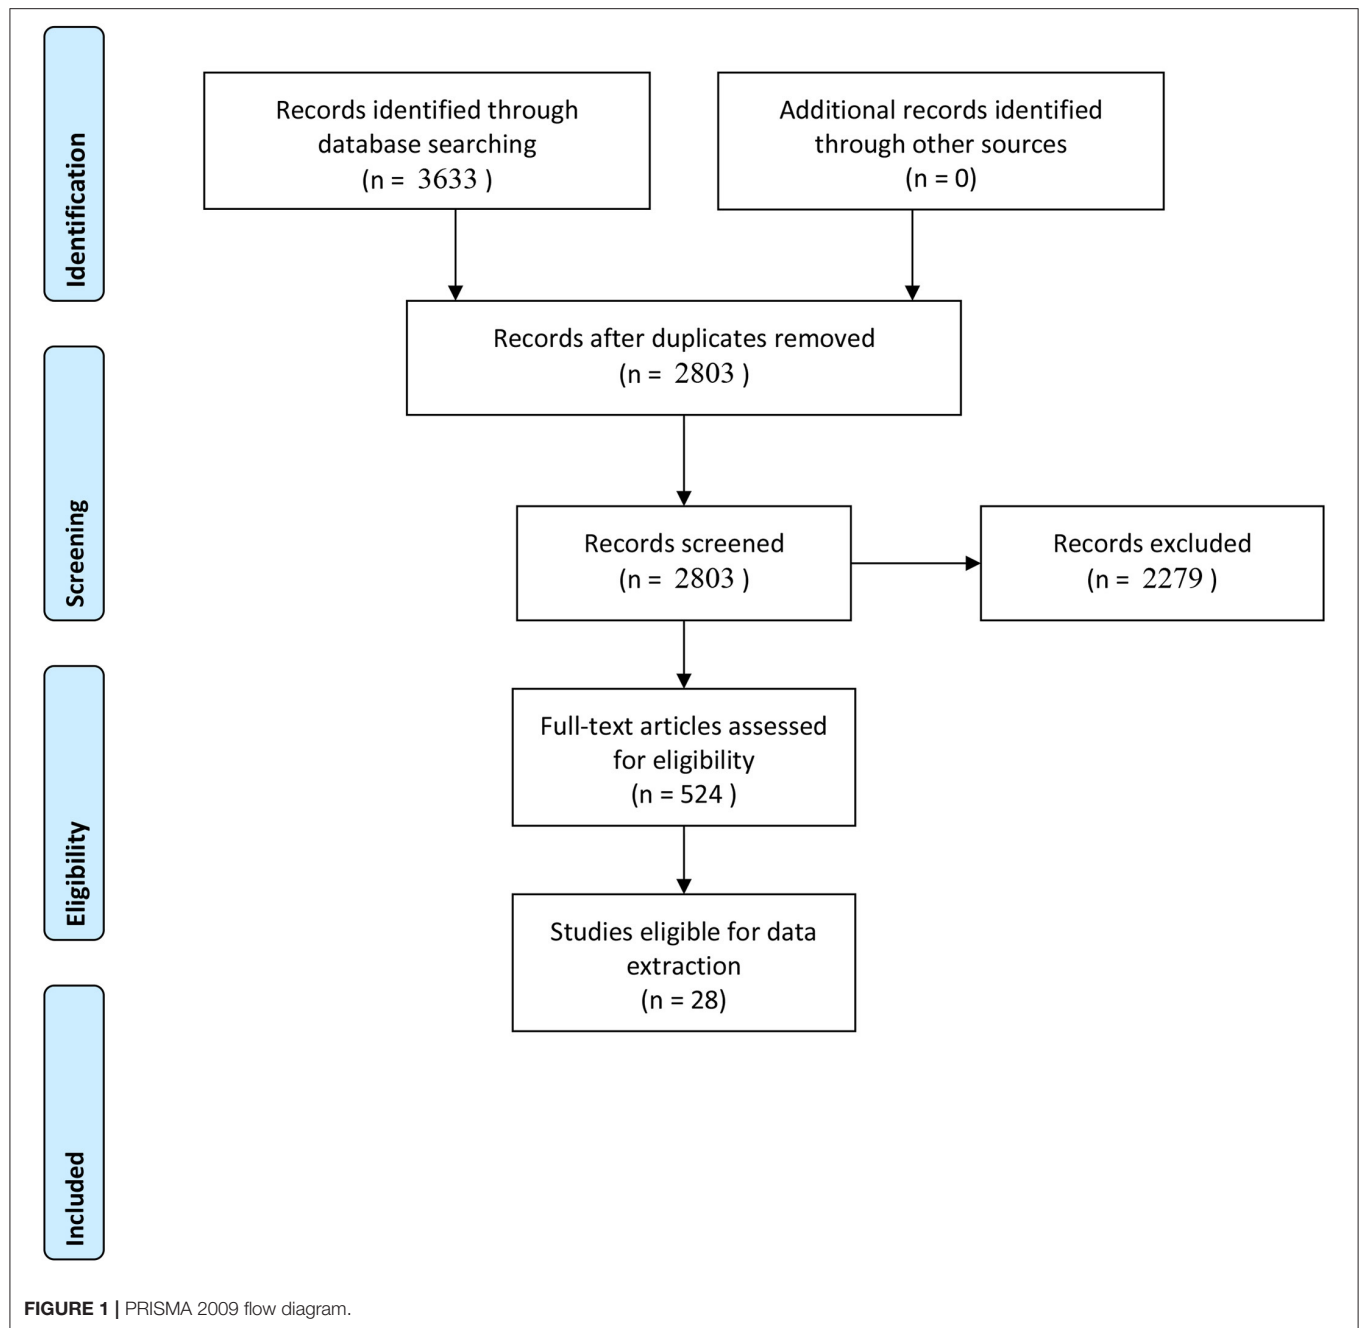 Identification
Records identified through
database searching
(n = 3633 )
Additional records identified
through other sources
(n = 0)
Records after duplicates removed
(n = 2803 )
Screening
Records screened
(n = 2803 )
Records excluded
(n = 2279 )
Eligibility
Full-text articles assessed
for eligibility
(n = 524 )
Studies eligible for data
extraction
(n = 28)
Included
FIGURE 1 | PRISMA 2009 flow diagram.